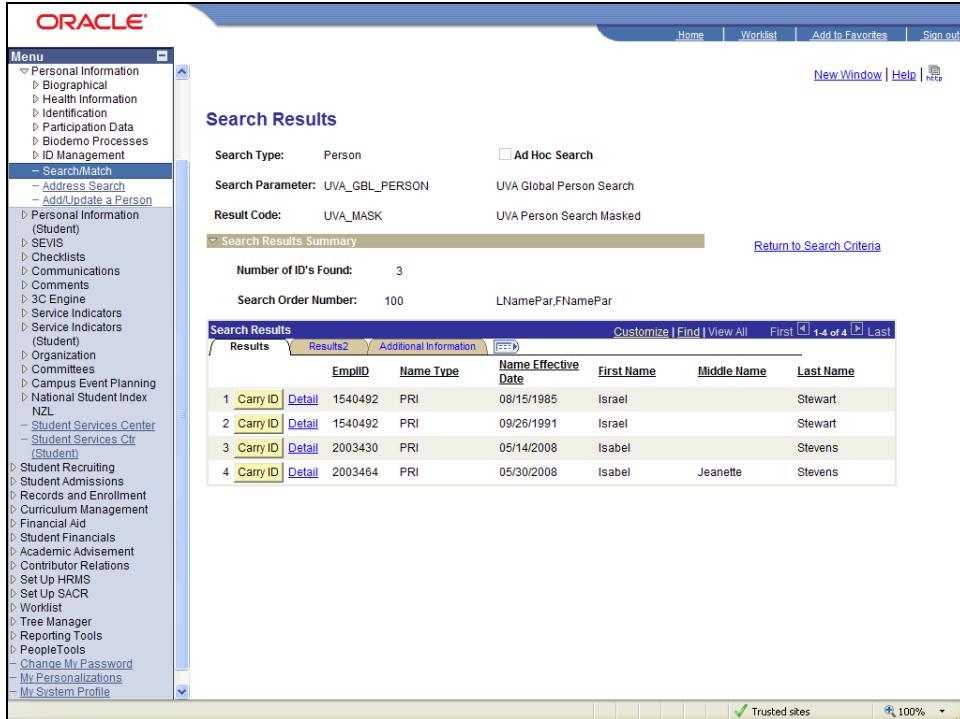 ORACLE®
Home Worklist Add to Favorites Sign out
Menu
Personal Information
Biographical
Health Information
Identification
Participation Data
Biodemo Processes
ID Management
– Search/Match
– Address Search
– Add/Update a Person
Personal Information
(Student)
SEVIS
Checklists
Communications
Comments
3C Engine
Service Indicators
Service Indicators
(Student)
Organization
Committees
Campus Event Planning
National Student Index
NZL
– Student Services Center
– Student Services Ctr
(Student)
Student Recruiting
Student Admissions
Records and Enrollment
Curriculum Management
Financial Aid
Student Financials
Academic Advisement
Contributor Relations
Set Up HRMS
Set Up SACR
Worklist
Tree Manager
Reporting Tools
PeopleTools
– Change My Password
– My Personalizations
– My System Profile
New Window | Help | http
Search Results
Search Type: Person Ad Hoc Search
Search Parameter: UVA_GBL_PERSON UVA Global Person Search
Result Code: UVA_MASK UVA Person Search Masked
Search Results Summary
Return to Search Criteria
Number of ID's Found: 3
Search Order Number: 100 LNamePar,FNamePar
Search Results Customize | Find | View All First 1-4 of 4 Last
Results Results2 Additional Information
EmplID Name Type Name Effective Date First Name Middle Name Last Name
1 Carry ID Detail 1540492 PRI 08/15/1985 Israel Stewart
2 Carry ID Detail 1540492 PRI 09/26/1991 Israel Stewart
3 Carry ID Detail 2003430 PRI 05/14/2008 Isabel Stevens
4 Carry ID Detail 2003464 PRI 05/30/2008 Isabel Jeanette Stevens
Trusted sites 100%